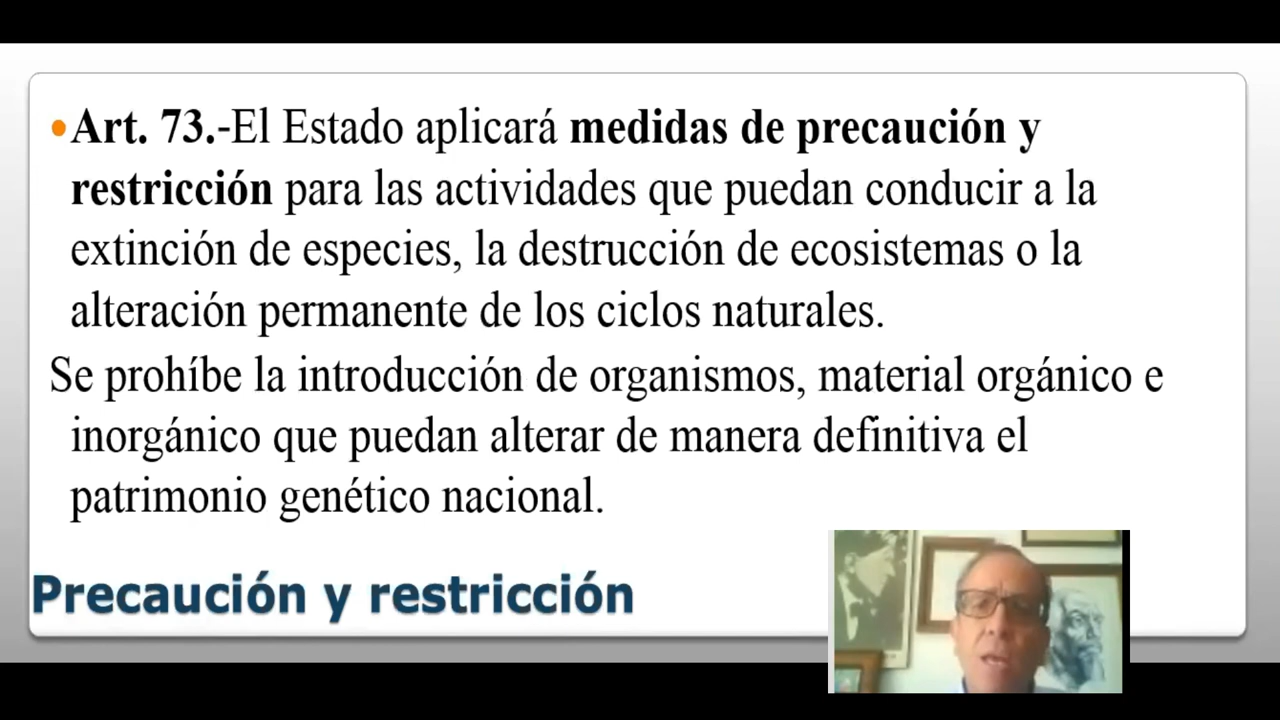 •Art. 73.-El Estado aplicará medidas de precaución y
restricción para las actividades que puedan conducir a la
extinción de especies, la destrucción de ecosistemas o la
alteración permanente de los ciclos naturales.
Se prohíbe la introducción de organismos, material orgánico e
inorgánico que puedan alterar de manera definitiva el
patrimonio genético nacional.
Precaución y restricción